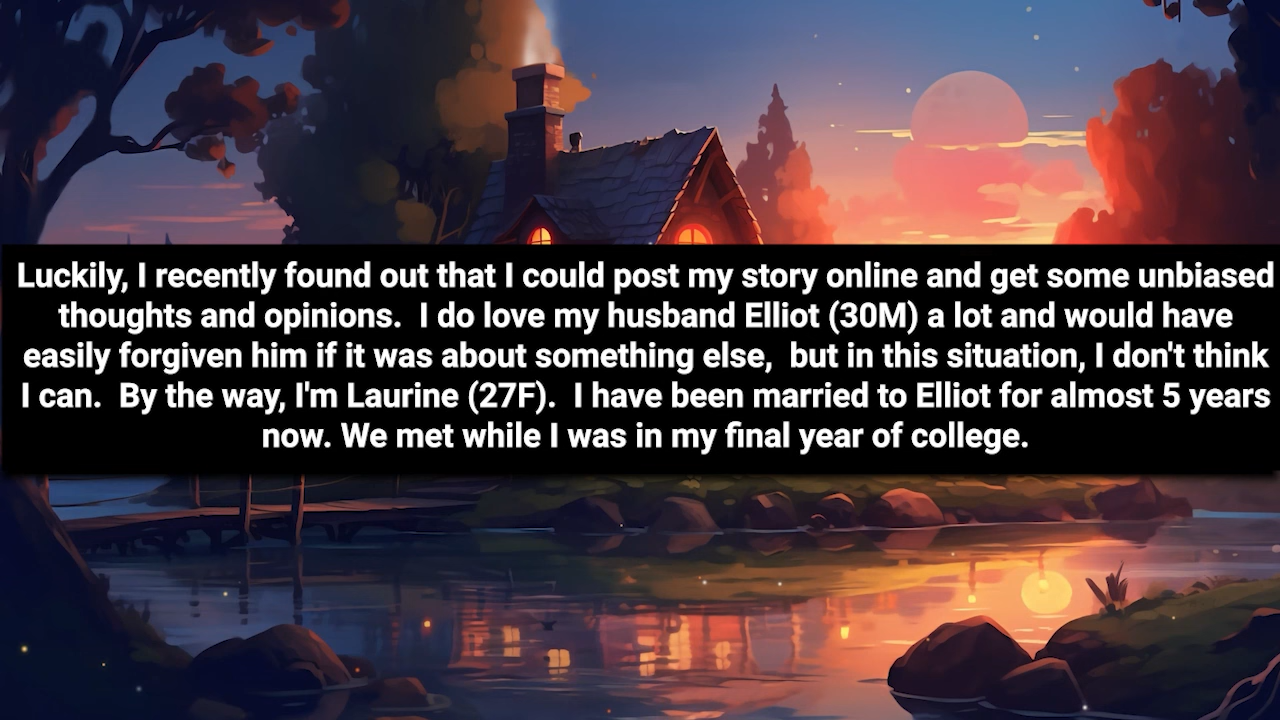 Luckily, I recently found out that I could post my story online and get some unbiased
thoughts and opinions.  I do love my husband Elliot (30M) a lot and would have
easily forgiven him if it was about something else,  but in this situation, I don't think
I can.  By the way, I'm Laurine (27F).  I have been married to Elliot for almost 5 years
now. We met while I was in my final year of college.